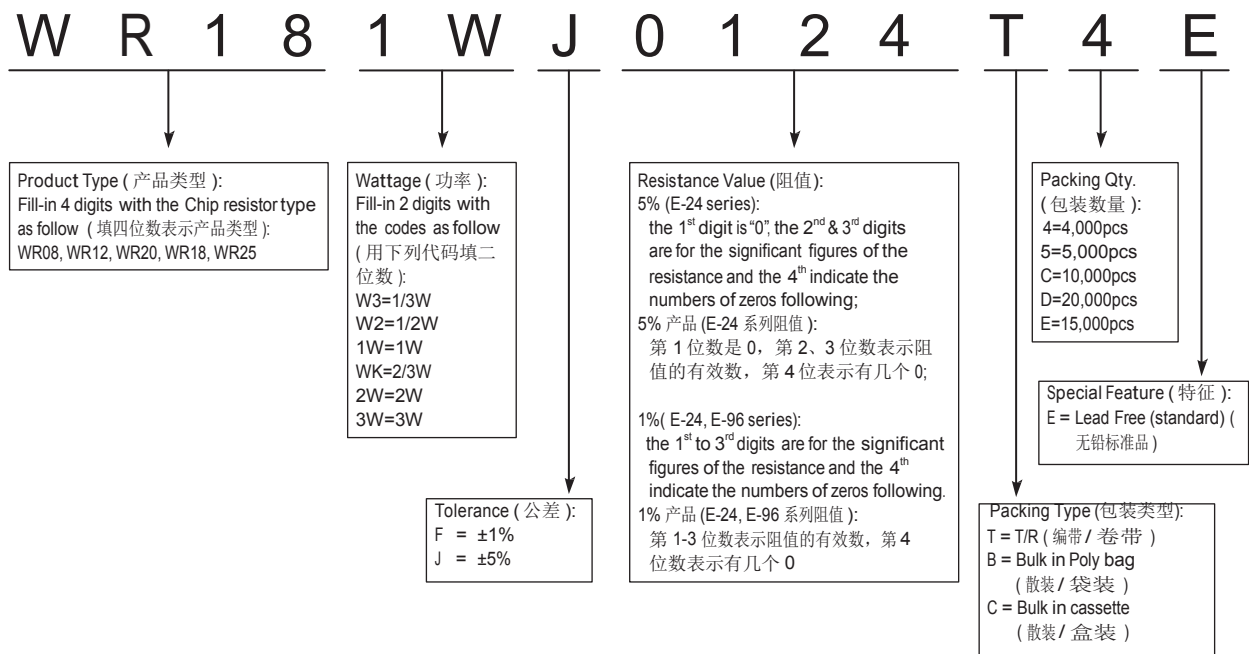 W R 1 8 1 W J 0 1 2 4 T 4 E
Product Type ( 产品类型 ):
Fill-in 4 digits with the Chip resistor type
as follow ( 填四位数表示产品类型 ):
WR08, WR12, WR20, WR18, WR25
Wattage ( 功率 ):
Fill-in 2 digits with
the codes as follow
( 用下列代码填二
位数 ):
W3=1/3W
W2=1/2W
1W=1W
WK=2/3W
2W=2W
3W=3W
Tolerance ( 公差 ):
F = ±1%
J = ±5%
Resistance Value (阻值):
5% (E-24 series):
the 1st digit is “0”, the 2nd & 3rd digits
are for the significant figures of the
resistance and the 4th indicate the
numbers of zeros following;
5% 产品 (E-24 系列阻值 ):
第 1 位数是 0，第 2、3 位数表示阻
值的有效数，第 4 位表示有几个 0;
1%( E-24, E-96 series):
the 1st to 3rd digits are for the significant
figures of the resistance and the 4th
indicate the numbers of zeros following.
1% 产品 (E-24, E-96 系列阻值 ):
第 1-3 位数表示阻值的有效数，第 4
位数表示有几个 0
Packing Qty.
( 包装数量 ):
4=4,000pcs
5=5,000pcs
C=10,000pcs
D=20,000pcs
E=15,000pcs
Special Feature ( 特征 ):
E = Lead Free (standard) (
无铅标准品 )
Packing Type (包装类型):
T = T/R ( 编带 / 卷带 )
B = Bulk in Poly bag
( 散装 / 袋装 )
C = Bulk in cassette
( 散装 / 盒装 )